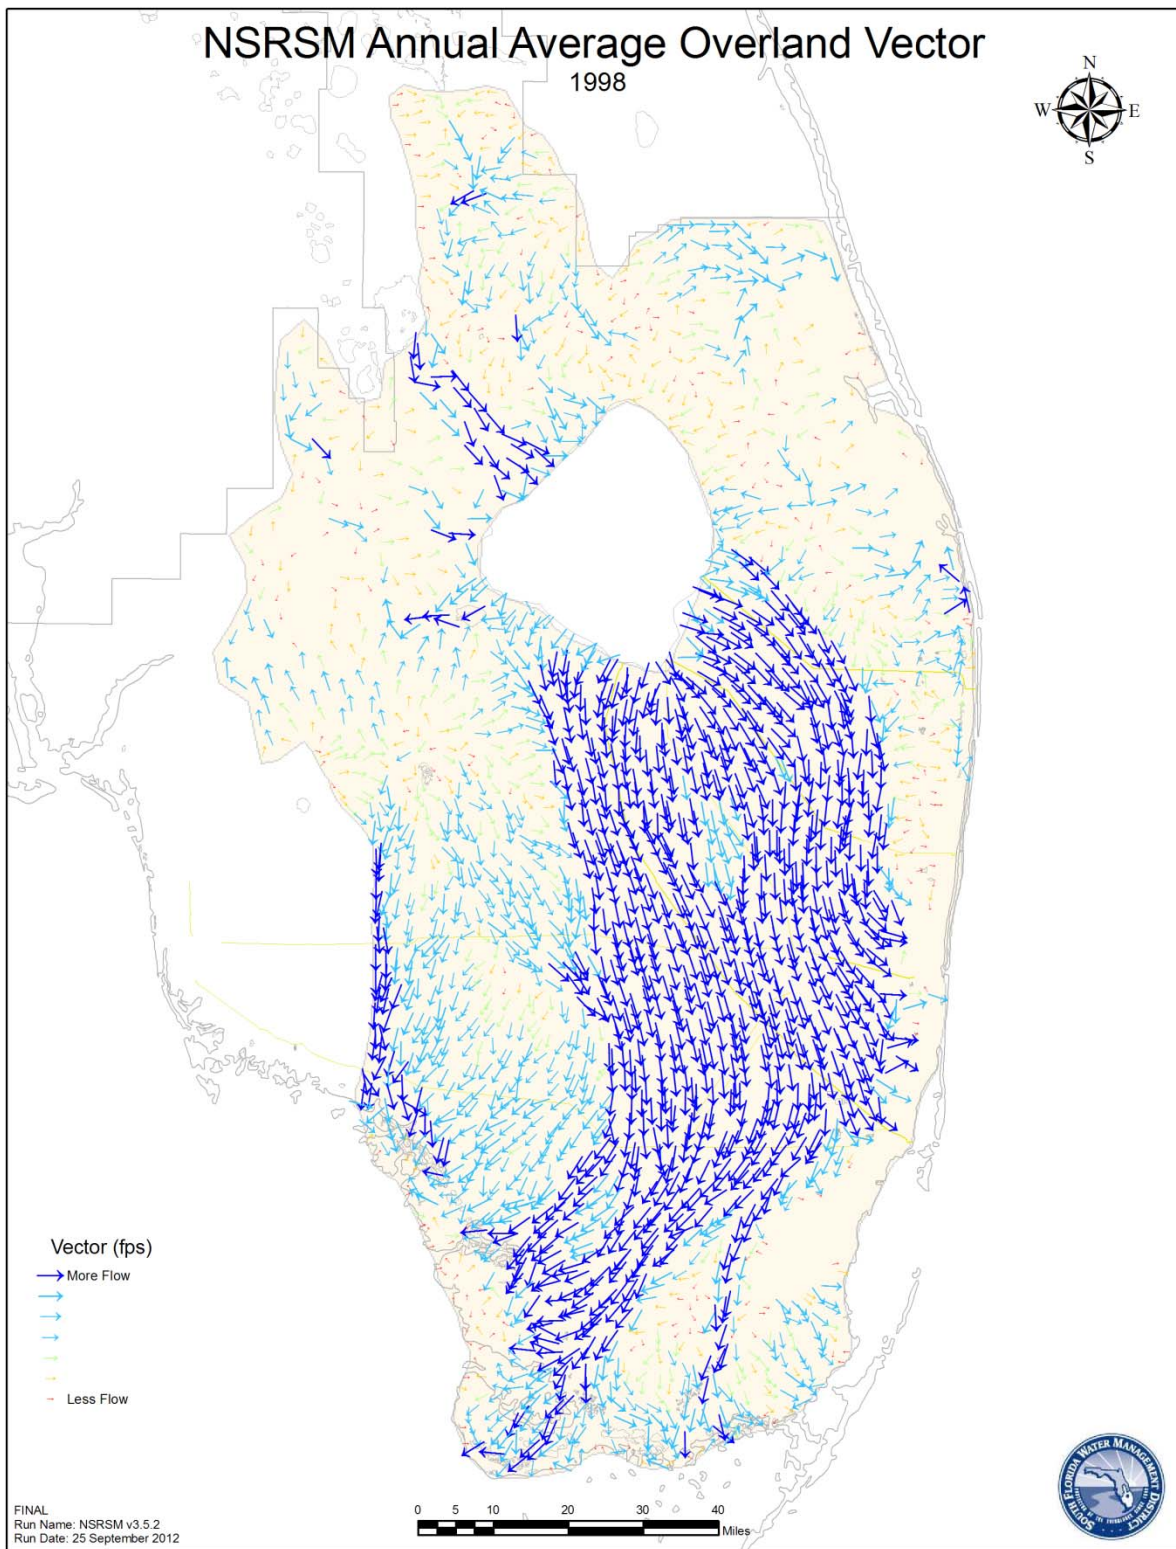 NSRSM Annual Average Overland Vector
1998
N
W E
S
Vector (fps)
More Flow
Less Flow
FINAL
Run Name: NSRSM v3.5.2
Run Date: 25 September 2012
0 5 10 20 30 40
Miles
SOUTH FLORIDA WATER MANAGEMENT DISTRICT